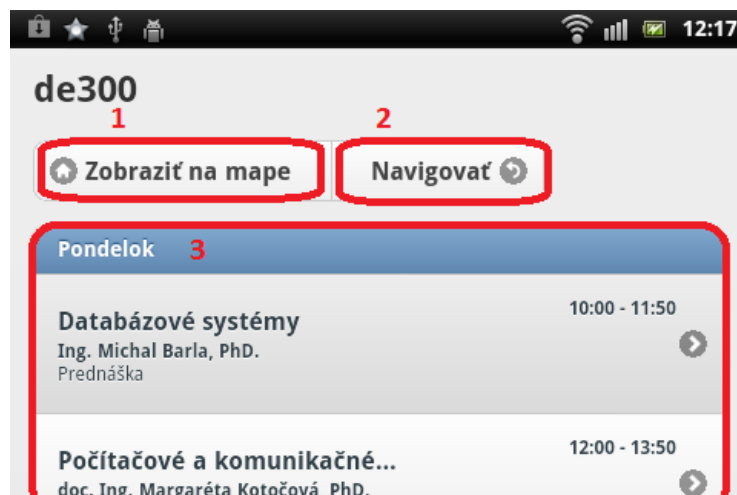 12:17
de300
1
2
Zobraziť na mape
Navigovať
Pondelok
3
Databázové systémy
10:00 - 11:50
Ing. Michal Barla, PhD.
Prednáška
Počítačové a komunikačné...
12:00 - 13:50
doc. Ing. Margaréta Kotočová, PhD.